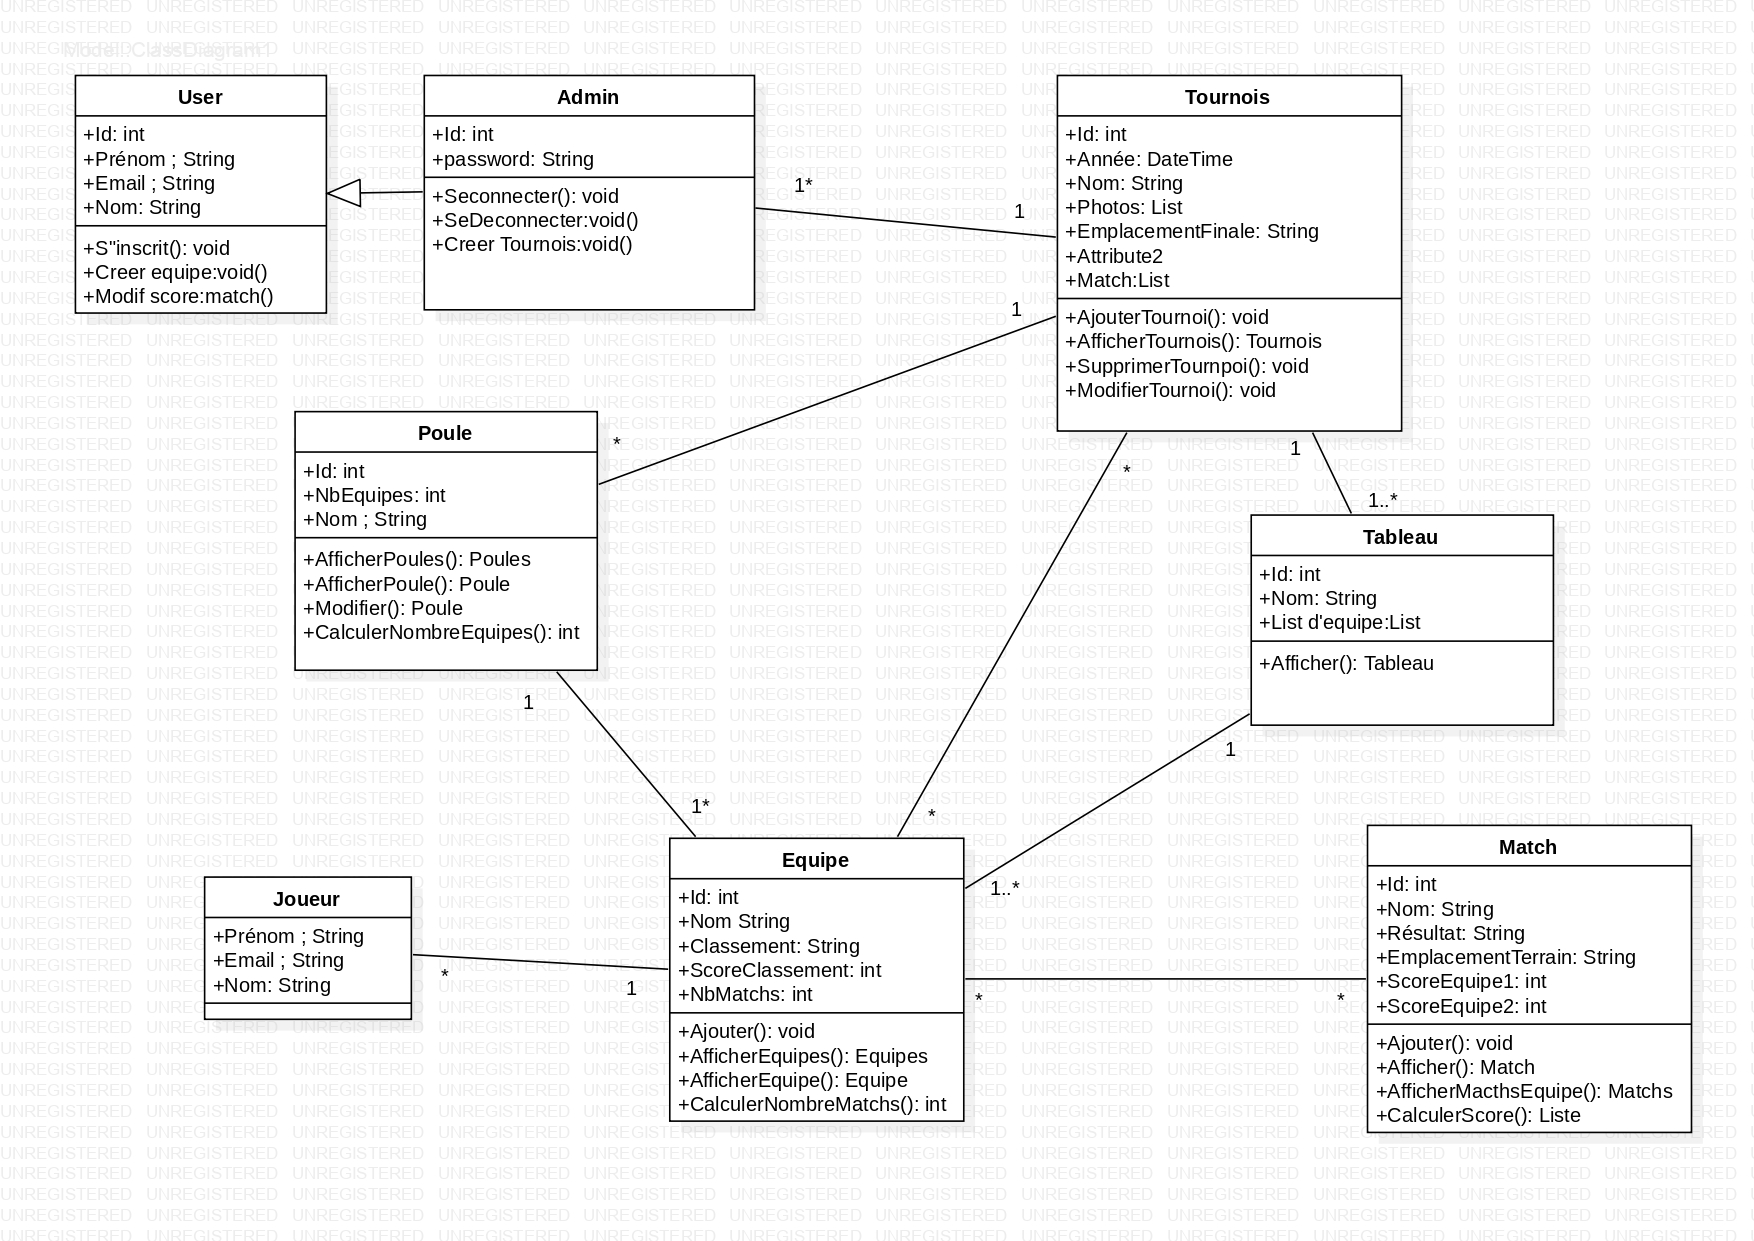 Model::ClassDiagram1
User
+Id: int
+Prénom ; String
+Email ; String
+Nom: String
+S"inscrit(): void
+Creer equipe:void()
+Modif score:match()
Admin
+Id: int
+password: String
+Seconnecter(): void
+SeDeconnecter:void()
+Creer Tournois:void()
1*
1
Tournois
+Id: int
+Année: DateTime
+Nom: String
+Photos: List
+EmplacementFinale: String
+Attribute2
+Match:List
+AjouterTournoi(): void
+AfficherTournois(): Tournois
+SupprimerTournpoi(): void
+ModifierTournoi(): void
1
*
Poule
+Id: int
+NbEquipes: int
+Nom ; String
+AfficherPoules(): Poules
+AfficherPoule(): Poule
+Modifier(): Poule
+CalculerNombreEquipes(): int
*
1
1..*
Tableau
+Id: int
+Nom: String
+List d'equipe:List
+Afficher(): Tableau
1
1*
*
1
1..*
Joueur
+Prénom ; String
+Email ; String
+Nom: String
*
1
Equipe
+Id: int
+Nom String
+Classement: String
+ScoreClassement: int
+NbMatchs: int
+Ajouter(): void
+AfficherEquipes(): Equipes
+AfficherEquipe(): Equipe
+CalculerNombreMatchs(): int
*
*
Match
+Id: int
+Nom: String
+Résultat: String
+EmplacementTerrain: String
+ScoreEquipe1: int
+ScoreEquipe2: int
+Ajouter(): void
+Afficher(): Match
+AfficherMacthsEquipe(): Matchs
+CalculerScore(): Liste
UNREGISTERED